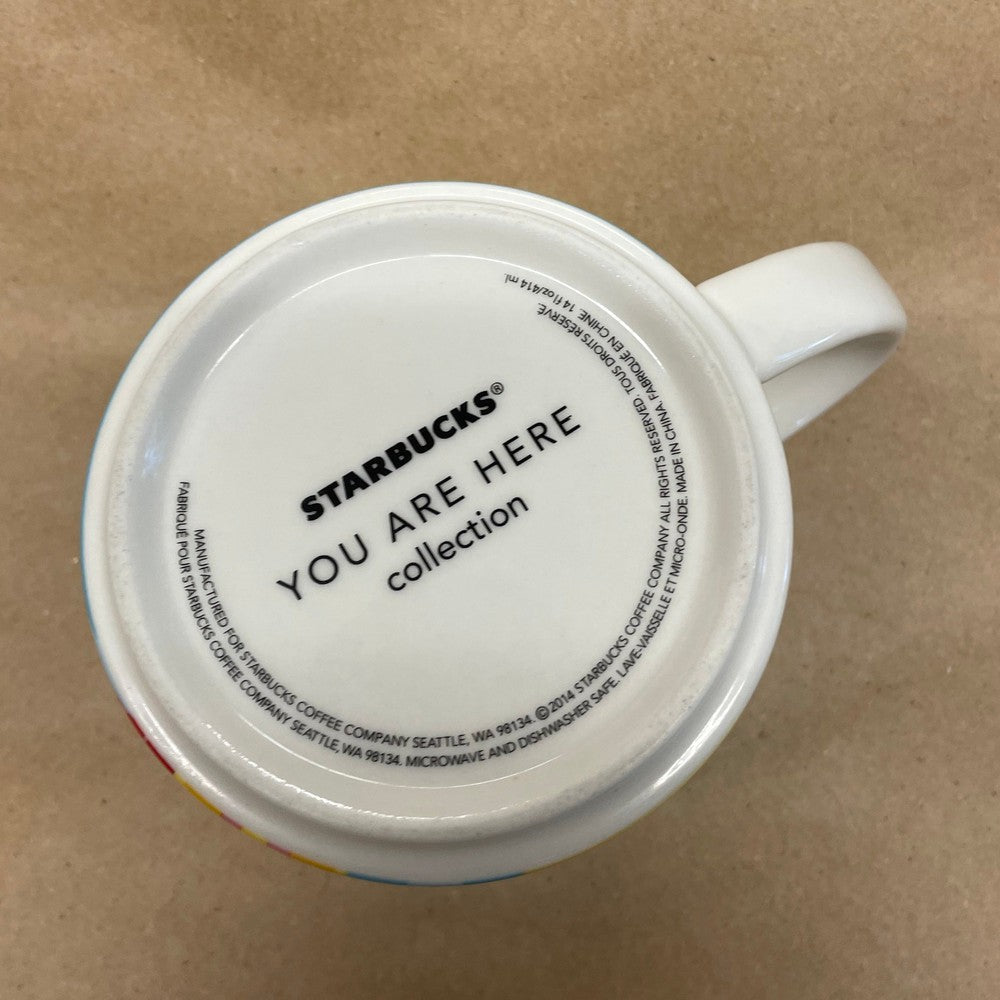 STARBUCKS®
YOU ARE HERE
collection
MANUFACTURED FOR STARBUCKS COFFEE COMPANY SEATTLE, WA 98134. ©2014 STARBUCKS COFFEE COMPANY ALL RIGHTS RESERVED. TOUS DROITS RÉSERVÉ.
FABRIQUÉ POUR STARBUCKS COFFEE COMPANY SEATTLE, WA 98134. MICROWAVE AND DISHWASHER SAFE. LAVE-VAISSELLE ET MICRO-ONDE. MADE IN CHINA. FABRIQUÉ EN CHINE. 14 fl oz/414 ml.